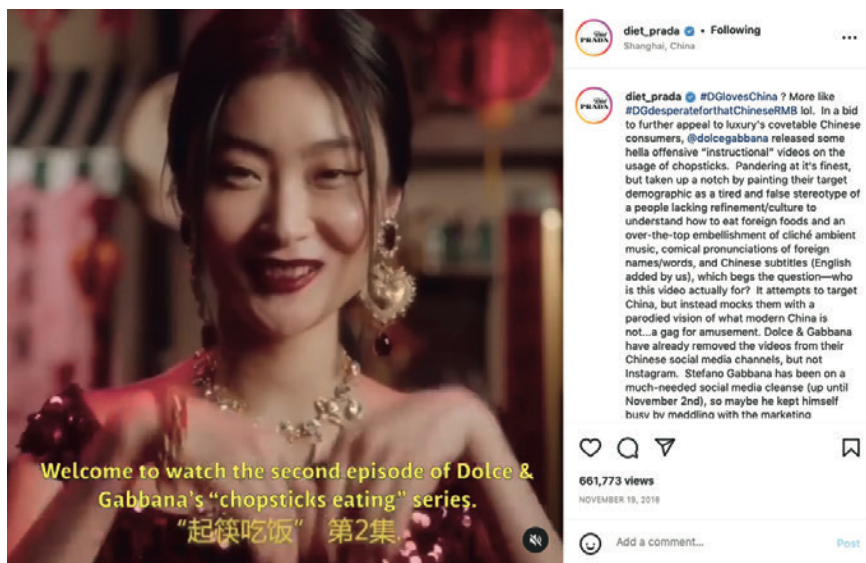 Welcome to watch the second episode of Dolce &
Gabbana's "chopsticks eating" series.
“起筷吃饭” 第2集.
diet_prada • Following
Shanghai, China
diet_prada #DGlovesChina ? More like
#DGdesperateforthatChineseRMB lol. In a bid
to further appeal to luxury's covetable Chinese
consumers, @dolcegabbana released some
hella offensive “instructional” videos on the
usage of chopsticks. Pandering at it's finest,
but taken up a notch by painting their target
demographic as a tired and false stereotype of
a people lacking refinement/culture to
understand how to eat foreign foods and an
over-the-top embellishment of cliché ambient
music, comical pronunciations of foreign
names/words, and Chinese subtitles (English
added by us), which begs the question—who
is this video actually for? It attempts to target
China, but instead mocks them with a
parodied vision of what modern China is
not...a gag for amusement. Dolce & Gabbana
have already removed the videos from their
Chinese social media channels, but not
Instagram. Stefano Gabbana has been on a
much-needed social media cleanse (up until
November 2nd), so maybe he kept himself
busy by meddling with the marketing
661,773 views
NOVEMBER 19, 2018
Add a comment... Post